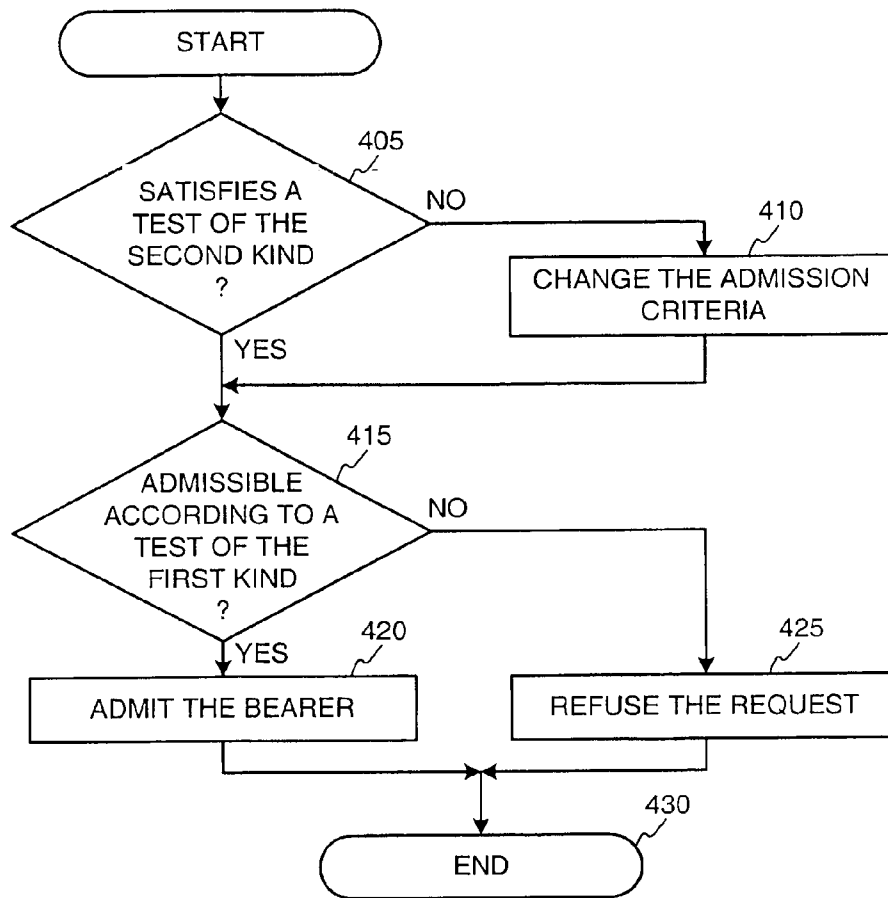 START
405
SATISFIES A
TEST OF THE
SECOND KIND
?
NO
410
CHANGE THE ADMISSION
CRITERIA
YES
415
ADMISSIBLE
ACCORDING TO A
TEST OF THE
FIRST KIND
?
NO
YES
420
ADMIT THE BEARER
425
REFUSE THE REQUEST
430
END